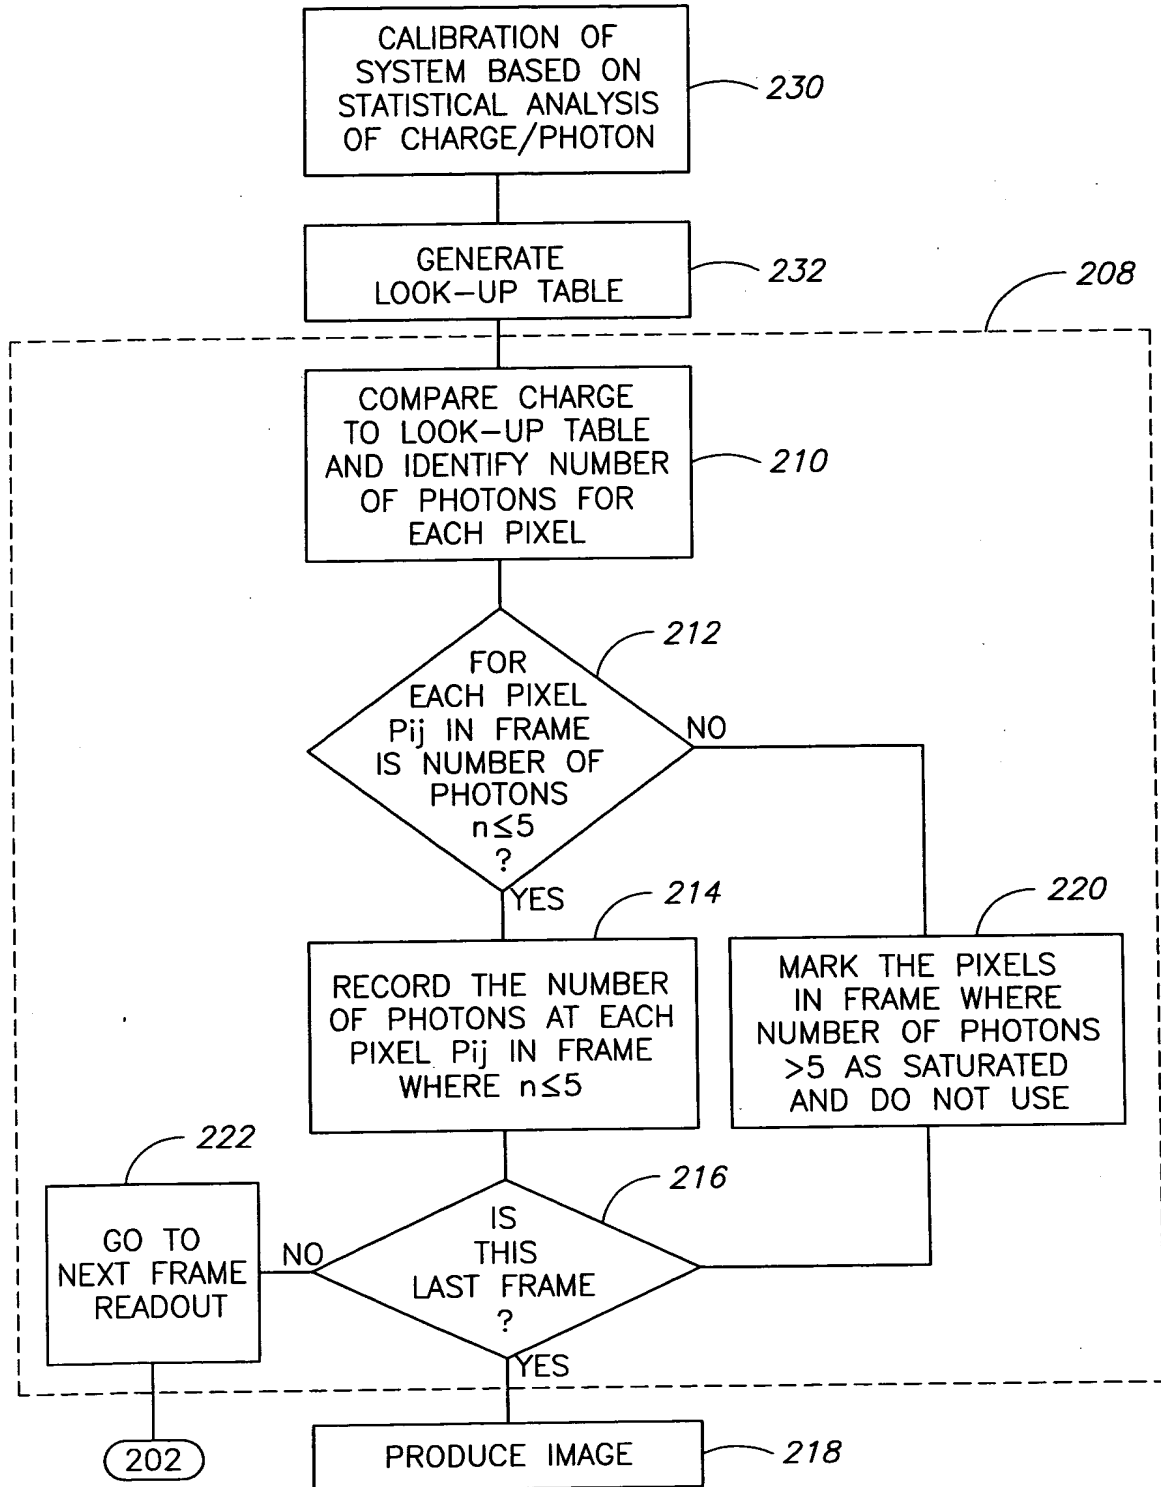 CALIBRATION OF
SYSTEM BASED ON
STATISTICAL ANALYSIS
OF CHARGE/PHOTON
230
GENERATE
LOOK-UP TABLE
232
208
COMPARE CHARGE
TO LOOK-UP TABLE
AND IDENTIFY NUMBER
OF PHOTONS FOR
EACH PIXEL
210
212
FOR
EACH PIXEL
Pij IN FRAME
IS NUMBER OF
PHOTONS
n≤5
?
NO
YES
214
RECORD THE NUMBER
OF PHOTONS AT EACH
PIXEL Pij IN FRAME
WHERE n≤5
220
MARK THE PIXELS
IN FRAME WHERE
NUMBER OF PHOTONS
>5 AS SATURATED
AND DO NOT USE
222
GO TO
NEXT FRAME
READOUT
NO
216
IS
THIS
LAST FRAME
?
YES
202
PRODUCE IMAGE
218